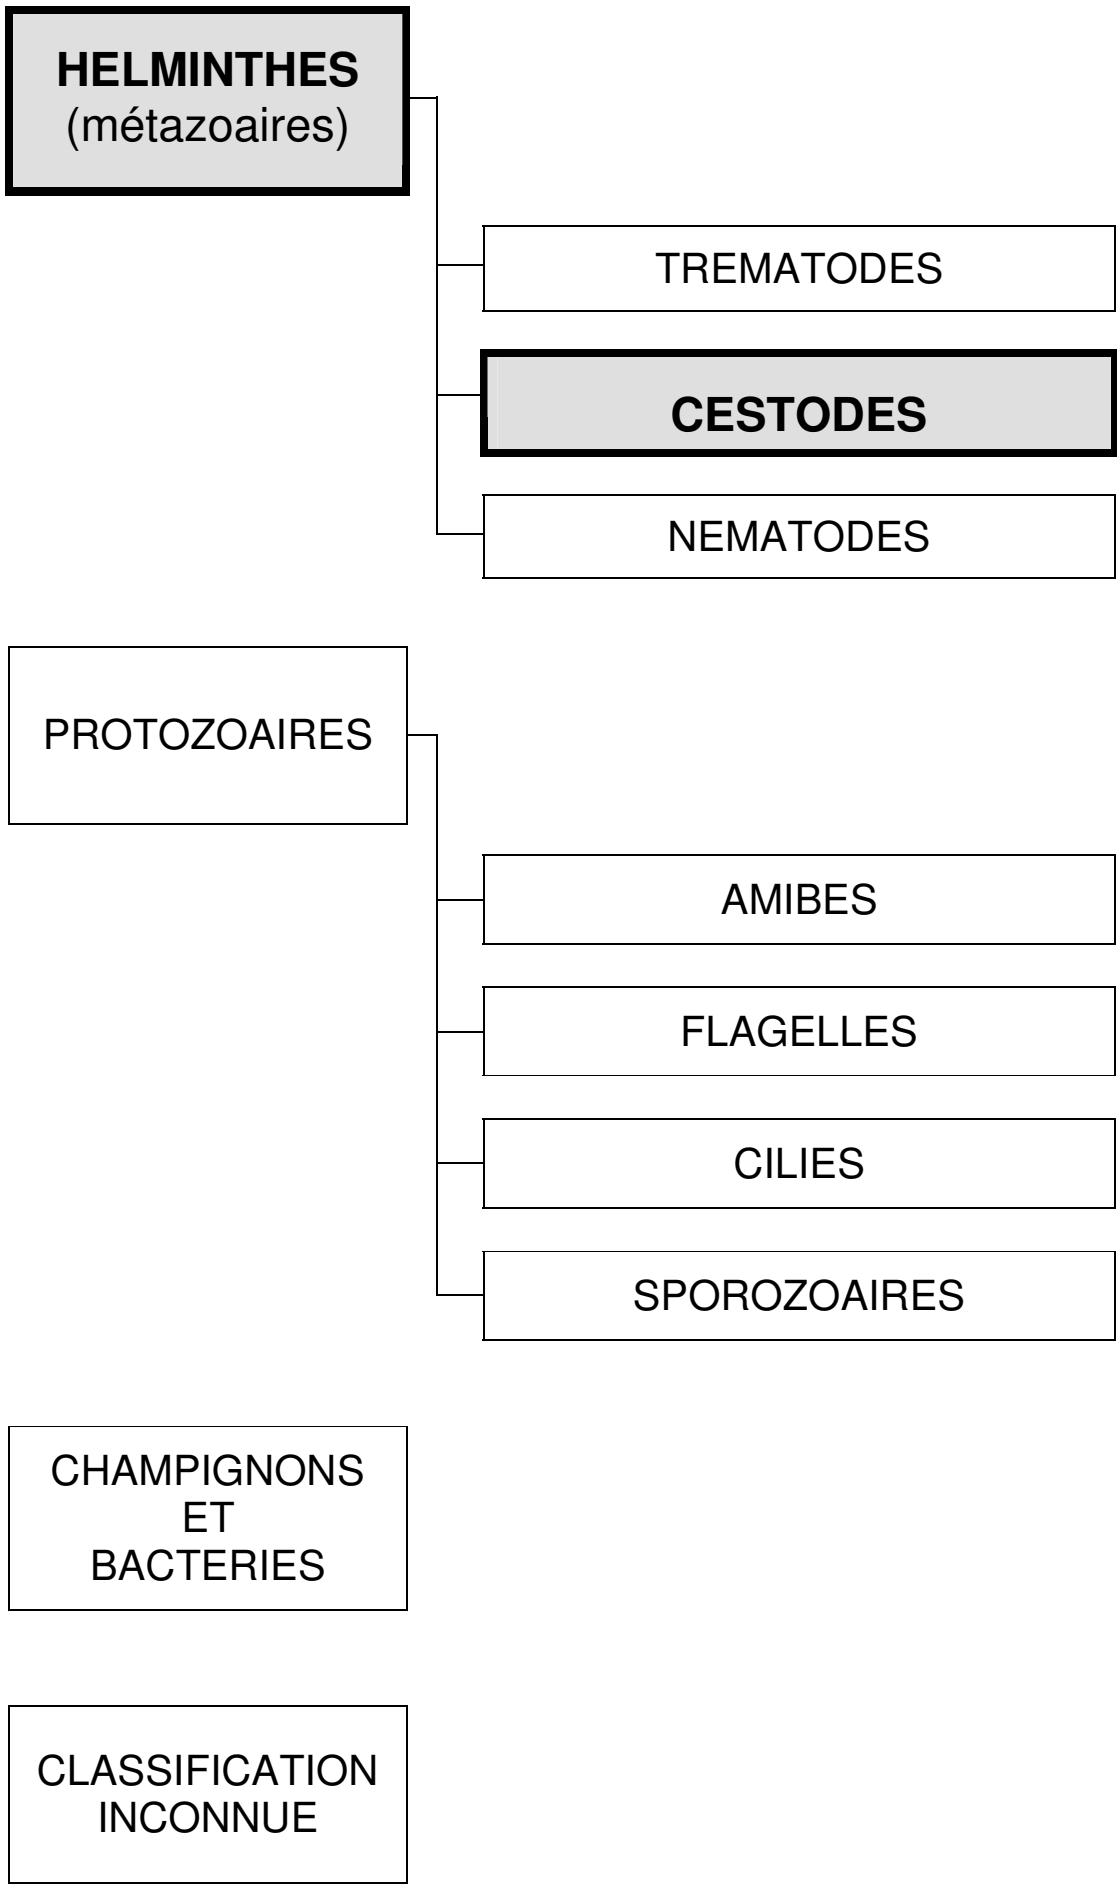 HELMINTHES
(métazoaires)
TREMATODES
CESTODES
NEMATODES
PROTOZOAIRES
AMIBES
FLAGELLES
CILIES
SPOROZOAIRES
CHAMPIGNONS
ET
BACTERIES
CLASSIFICATION
INCONNUE